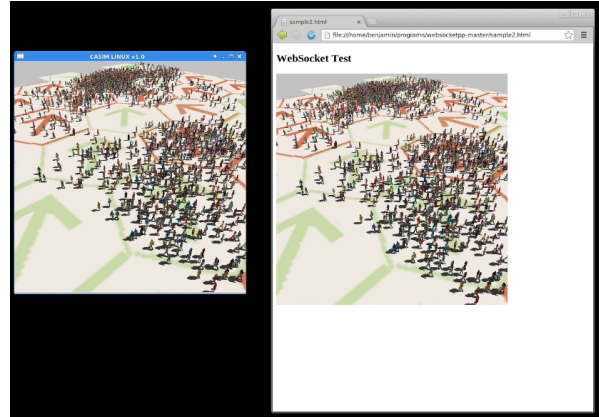 CASIM LINUX v1.0
sample2.html
file:///home/benjamin/programs/websocketpp-master/sample2.html
WebSocket Test